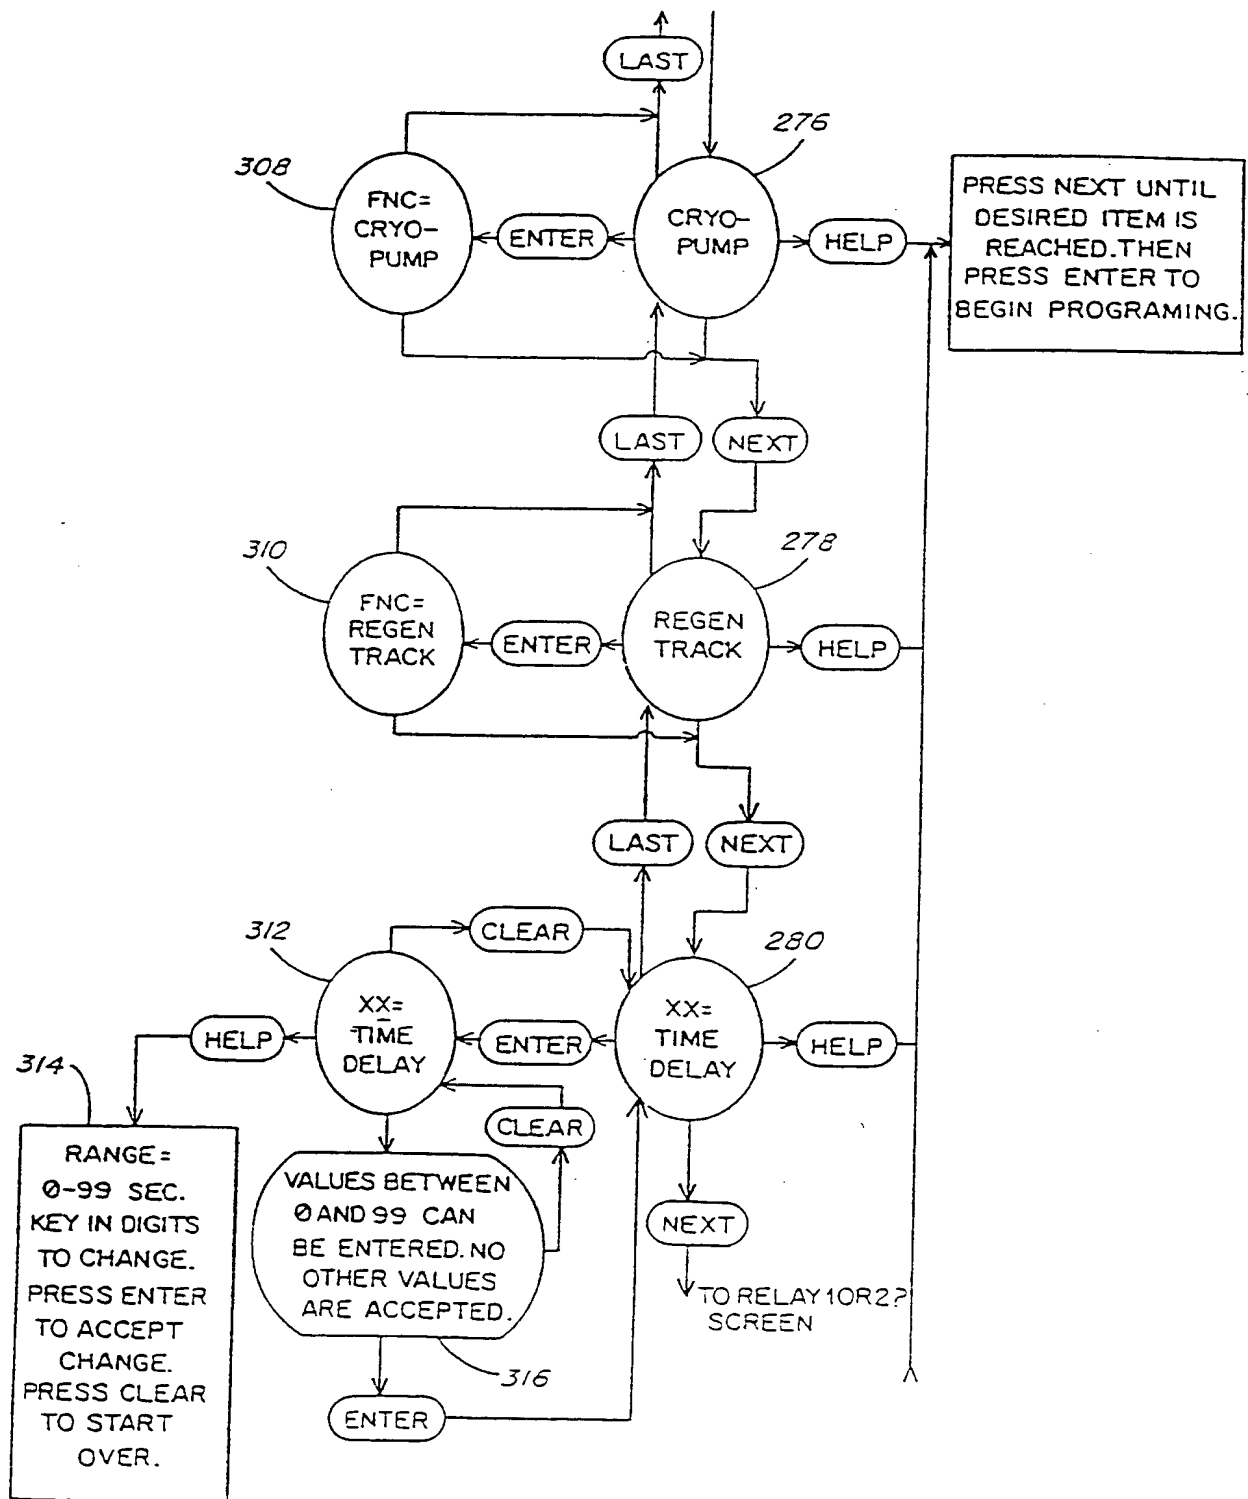 LAST
276
308
FNC=
CRYO-
PUMP
ENTER
CRYO-
PUMP
HELP
PRESS NEXT UNTIL
DESIRED ITEM IS
REACHED. THEN
PRESS ENTER TO
BEGIN PROGRAMING.
LAST
NEXT
310
278
FNC=
REGEN
TRACK
ENTER
REGEN
TRACK
HELP
LAST
NEXT
312
CLEAR
280
XX=
TIME
DELAY
ENTER
XX=
TIME
DELAY
HELP
HELP
314
CLEAR
RANGE=
0-99 SEC.
KEY IN DIGITS
TO CHANGE.
PRESS ENTER
TO ACCEPT
CHANGE.
PRESS CLEAR
TO START
OVER.
VALUES BETWEEN
0 AND 99 CAN
BE ENTERED. NO
OTHER VALUES
ARE ACCEPTED.
316
ENTER
NEXT
TO RELAY 1OR2?
SCREEN